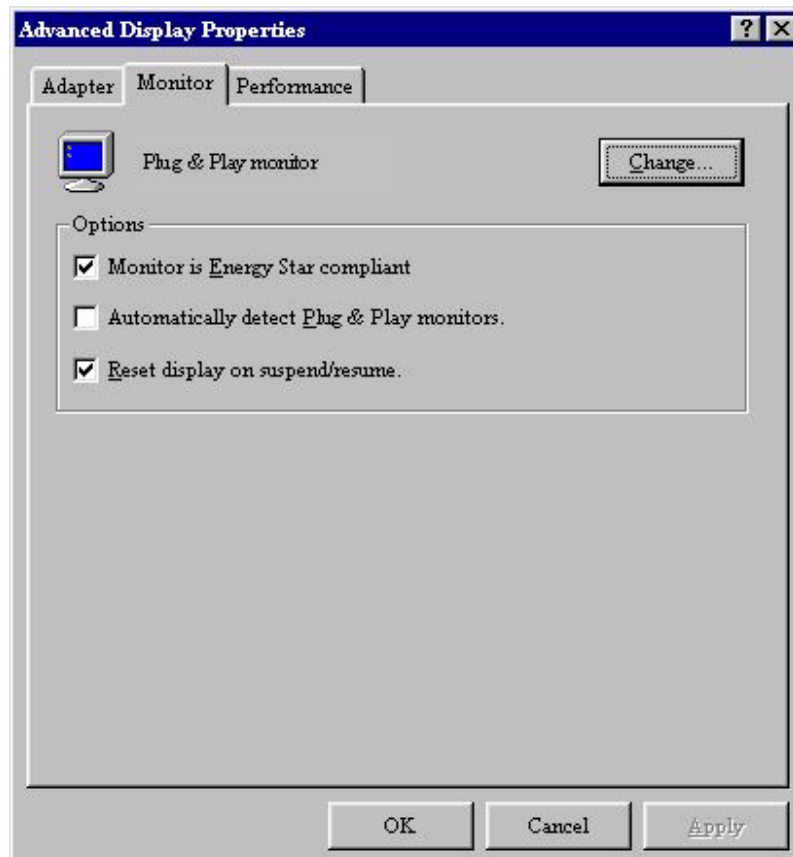 Advanced Display Properties
Adapter Monitor Performance
Plug & Play monitor Change...
Options
Monitor is Energy Star compliant
Automatically detect Plug & Play monitors.
Reset display on suspend/resume.
OK Cancel Apply